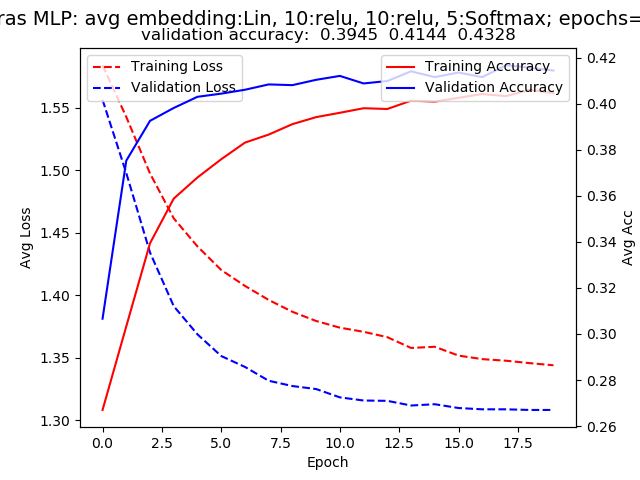 ras MLP: avg embedding:Lin, 10:relu, 10:relu, 5:Softmax; epochs=
validation accuracy: 0.3945 0.4144 0.4328
Training Loss
Validation Loss
Training Accuracy
Validation Accuracy
1.55
1.50
1.45
1.40
1.35
1.30
Avg Loss
0.42
0.40
0.38
0.36
0.34
0.32
0.30
0.28
0.26
Avg Acc
0.0 2.5 5.0 7.5 10.0 12.5 15.0 17.5
Epoch